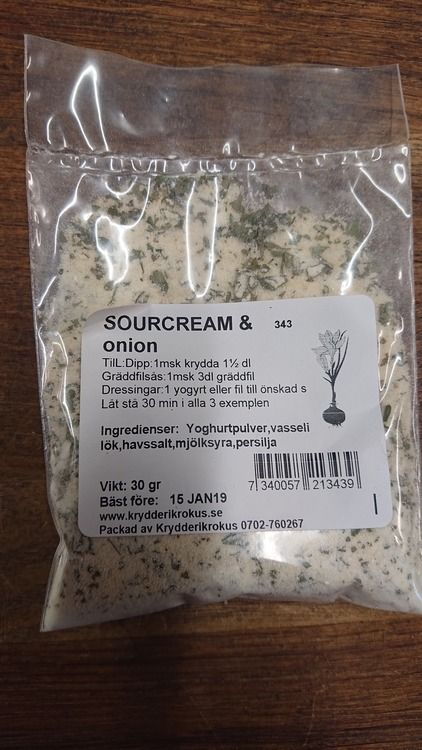 SOURCREAM & 343
onion
TilL:Dipp:1msk krydda 1½ dl
Gräddfilsås:1msk 3dl gräddfil
Dressingar:1 yogyrt eller fil till önskad s
Låt stå 30 min i alla 3 exemplen
Ingredienser: Yoghurtpulver,vasseli
lök,havssalt,mjölksyra,persilja
Vikt: 30 gr
Bäst före: 15 JAN19
7 340057 213439
www.krydderikrokus.se
Packad av Krydderikrokus 0702-760267